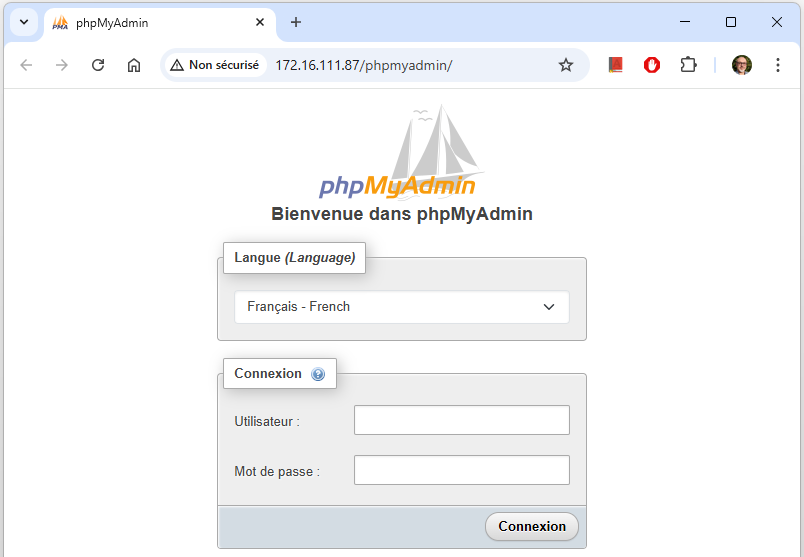 phpMyAdmin
Non sécurisé 172.16.111.87/phpmyadmin/
phpMyAdmin
Bienvenue dans phpMyAdmin
Langue (Language)
Français - French
Connexion
Utilisateur :
Mot de passe :
Connexion